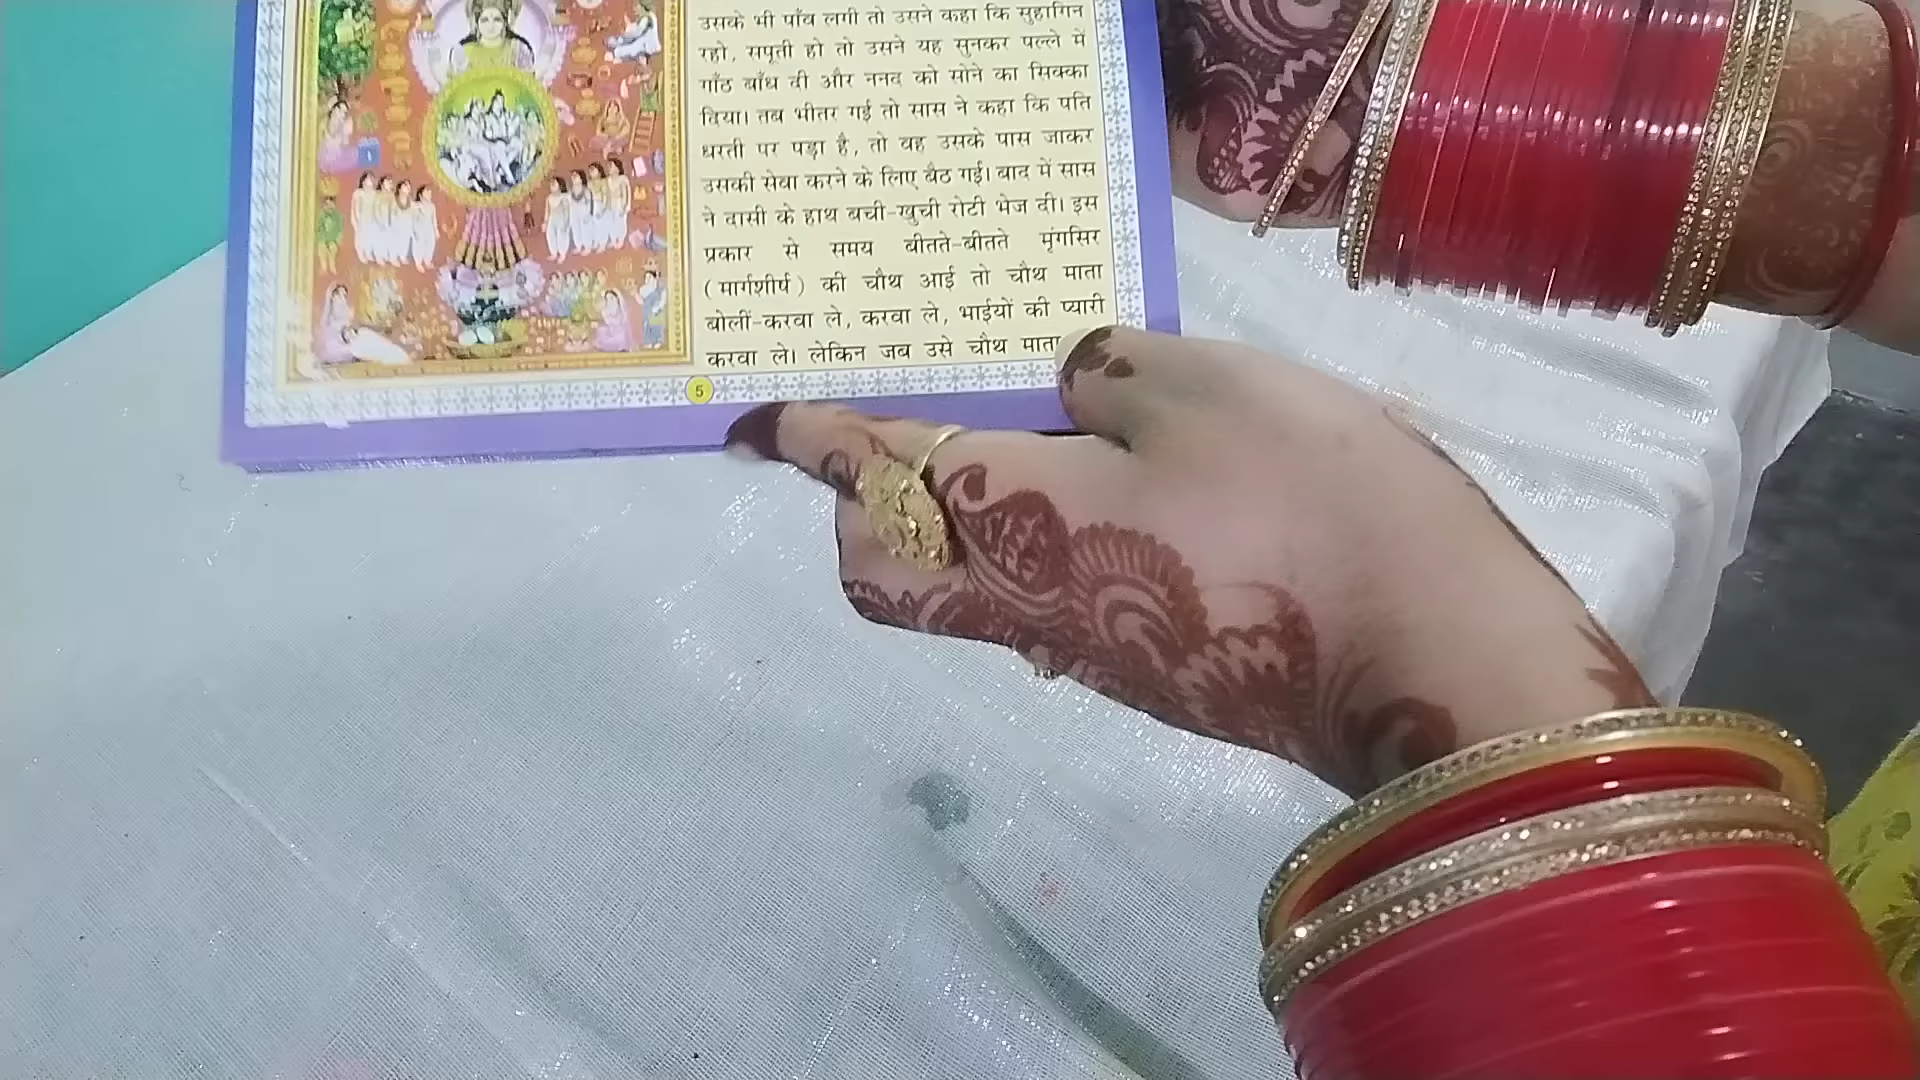 उसके भी पाँव लगी तो उसने कहा कि सुहागिन
रहो, सपूती हो तो उसने यह सुनकर पल्ले में
गाँठ बाँध दी और ननद को सोने का सिक्का
दिया। तब भीतर गई तो सास ने कहा कि पति
धरती पर पड़ा है, तो वह उसके पास जाकर
उसकी सेवा करने के लिए बैठ गई। बाद में सास
ने दासी के हाथ बची-खुची रोटी भेज दी। इस
प्रकार से समय बीतते-बीतते मृंगसिर
(मार्गशीर्ष) की चौथ आई तो चौथ माता
बोलीं-करवा ले, करवा ले, भाईयों की प्यारी
करवा ले। लेकिन जब उसे चौथ माता
5